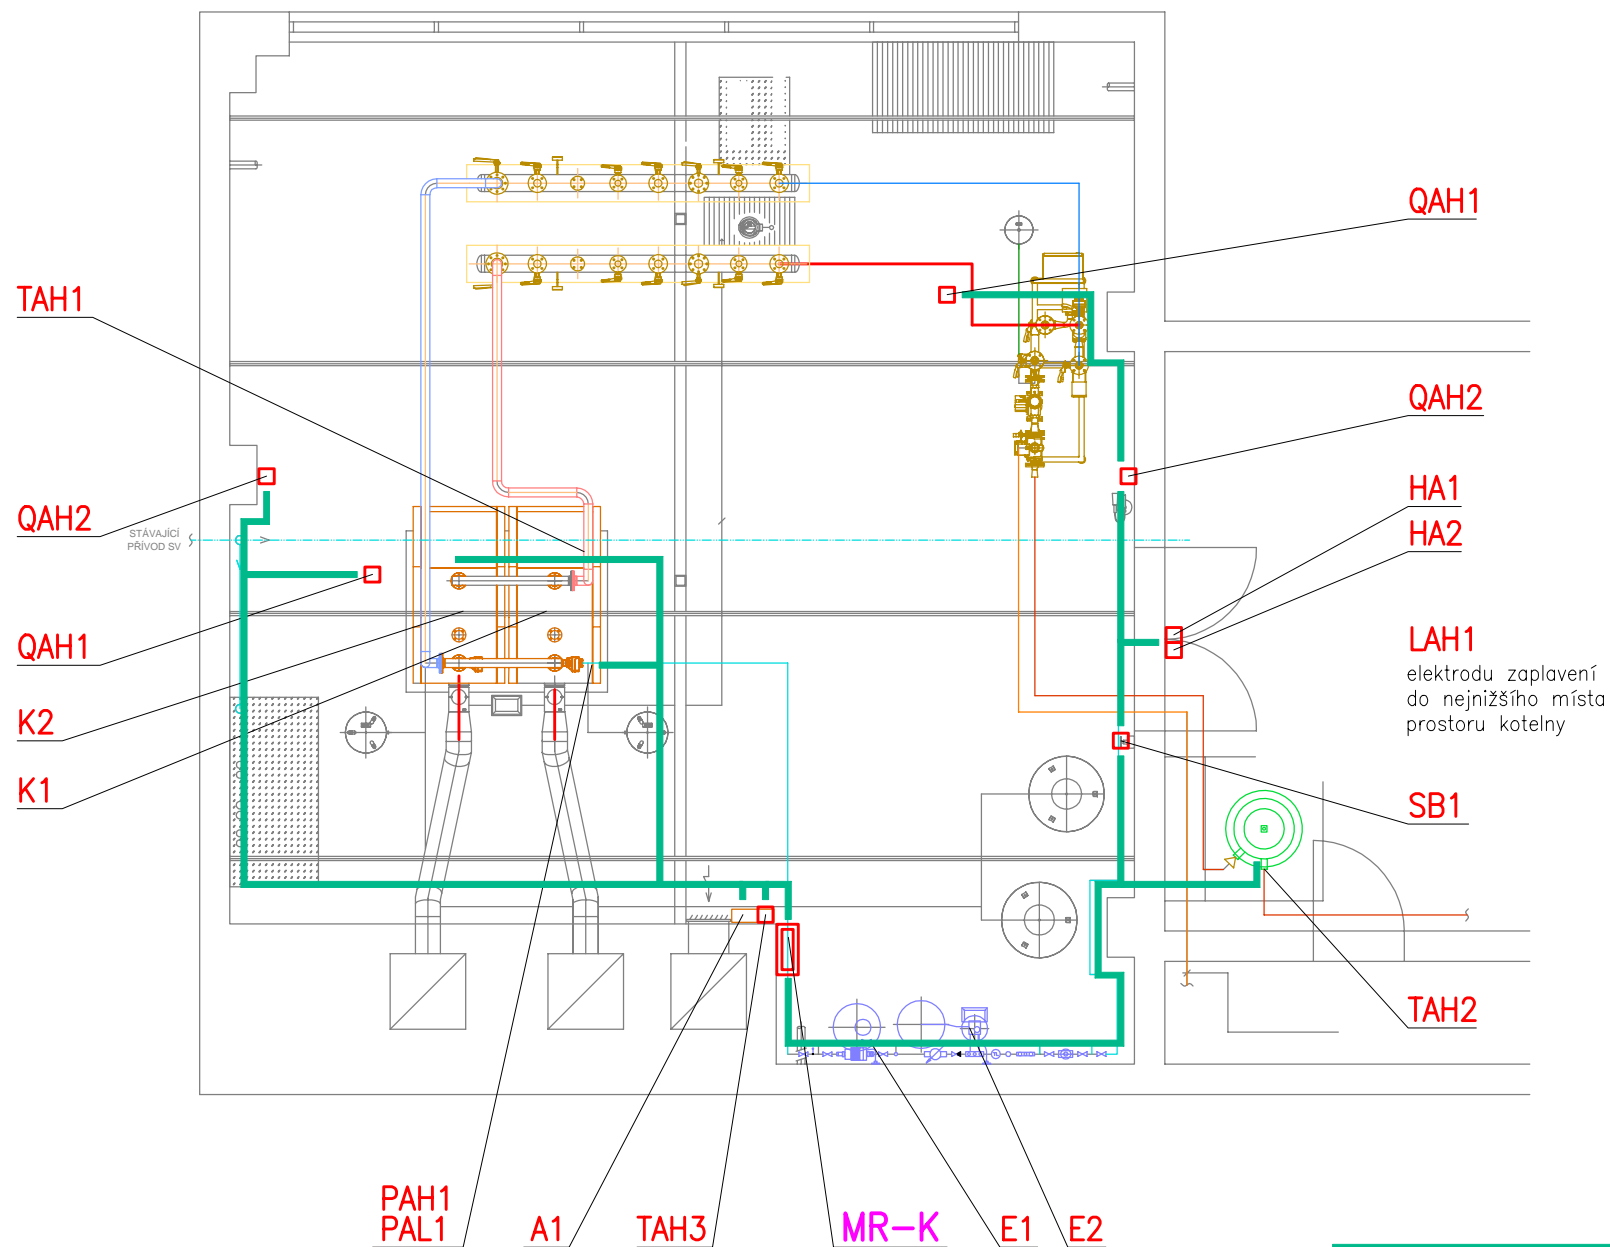 QAH1
TAH1
QAH2
HA1
QAH2
HA2
STÁVAJÍCÍ
PŘÍVOD SV
QAH1
LAH1
elektrodu zaplavení
do nejnižšího místa
prostoru kotelny
K2
K1
SB1
TAH2
PAH1
PAL1
A1
TAH3
MR-K
E1
E2